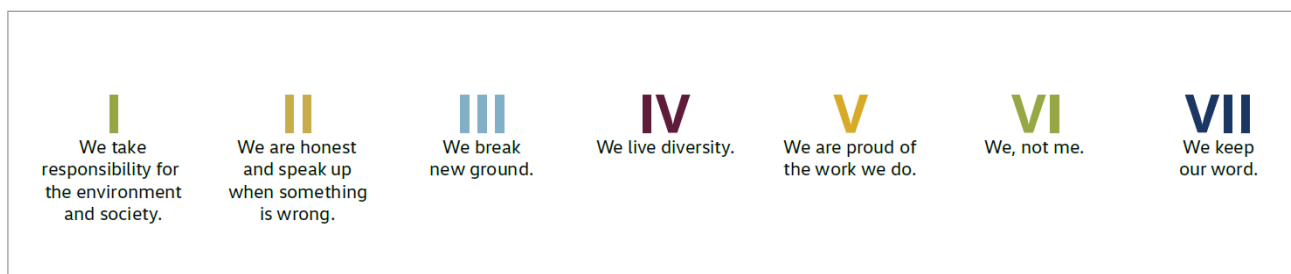 I
We take
responsibility for
the environment
and society.
II
We are honest
and speak up
when something
is wrong.
III
We break
new ground.
IV
We live diversity.
V
We are proud of
the work we do.
VI
We, not me.
VII
We keep
our word.